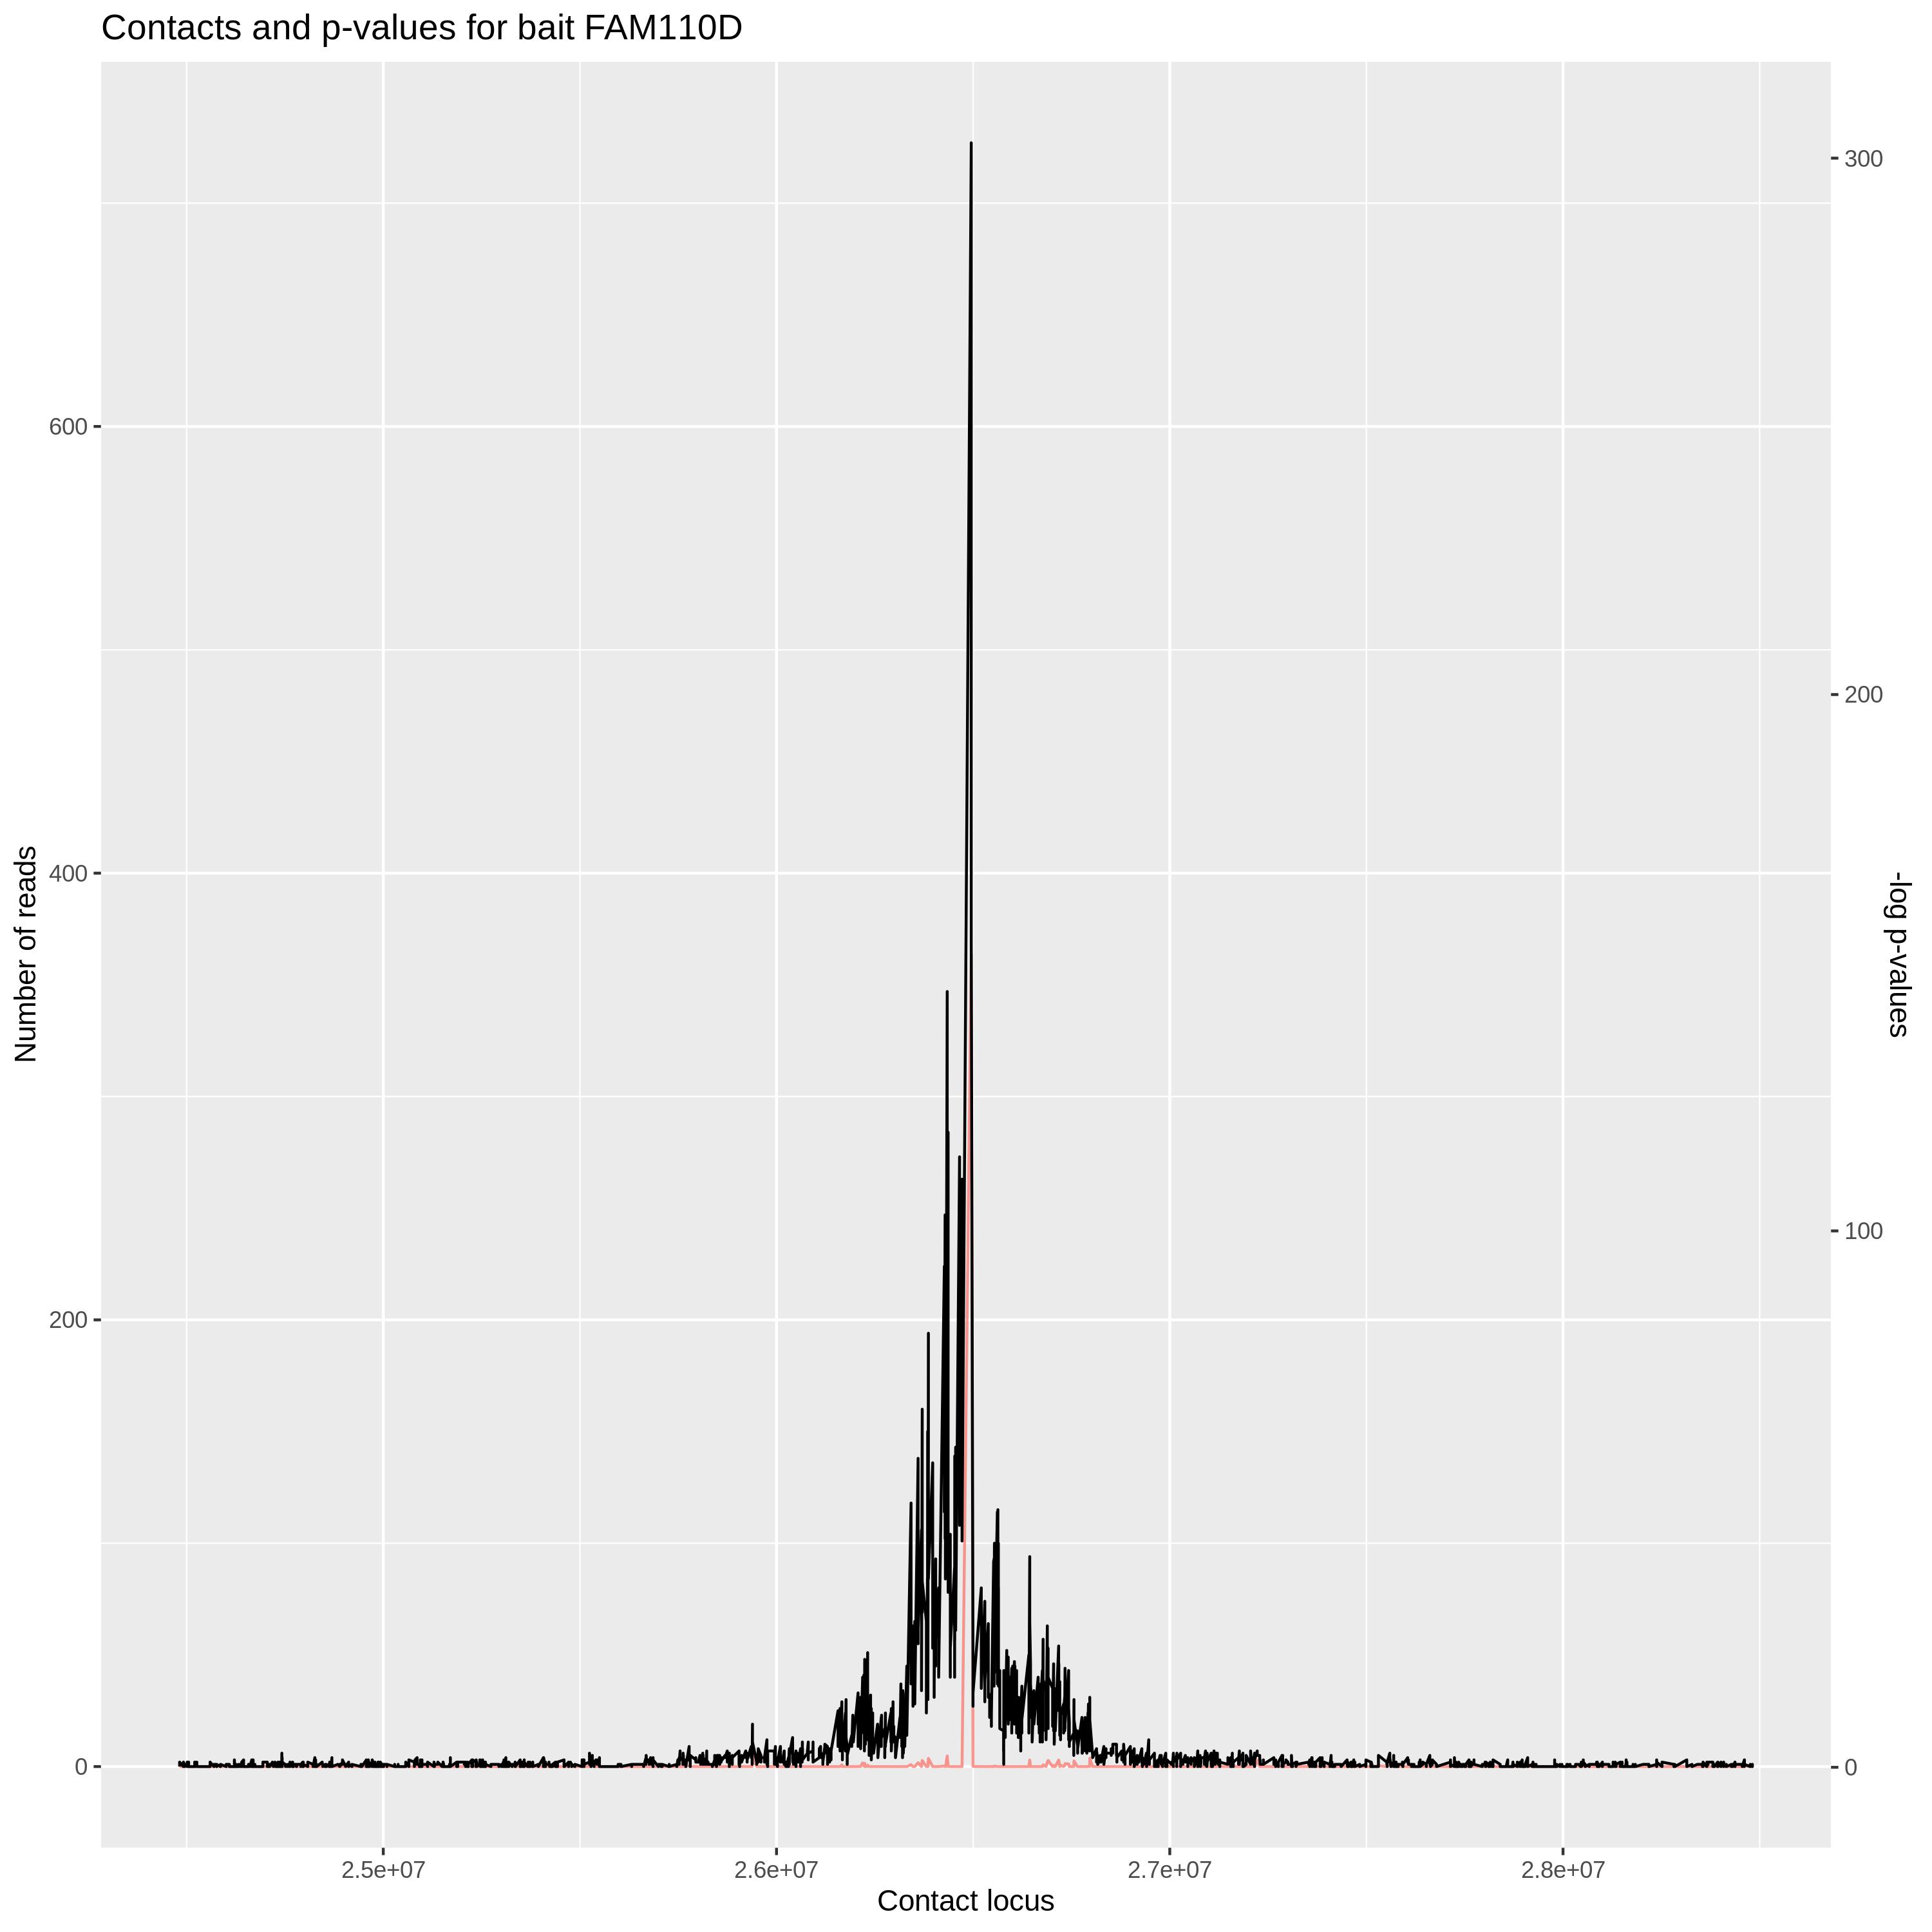 Contacts and p-values for bait FAM110D
Number of reads
600
400
200
0
300
200
100
0
-log p-values
2.5e+07
2.6e+07
2.7e+07
2.8e+07
Contact locus